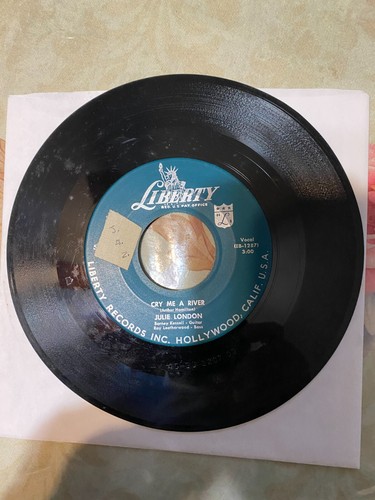 LIBERTY
REG. U.S. PAT. OFFICE
"L"
Vocal
3:00
CRY ME A RIVER
(Arthur Hamilton)
JULIE LONDON
Barney Kessel - Guitar
Ray Leatherwood - Bass
LIBERTY RECORDS INC. HOLLYWOOD, CALIF. U.S.A.